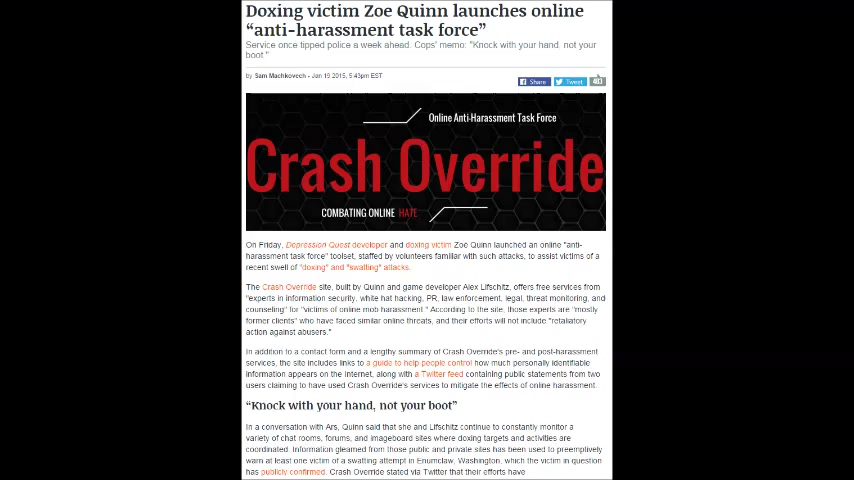 Doxing victim Zoe Quinn launches online
“anti-harassment task force”
Service once tipped police a week ahead. Cops' memo: "Knock with your hand, not your
boot."
by Sam Machkovech - Jan 19 2015, 5:43pm EST
Share Tweet
Online Anti-Harassment Task Force
Crash Override
COMBATING ONLINE HATE
On Friday, Depression Quest developer and doxing victim Zoe Quinn launched an online "anti-
harassment task force" toolset, staffed by volunteers familiar with such attacks, to assist victims of a
recent swell of "doxing" and "swatting" attacks.
The Crash Override site, built by Quinn and game developer Alex Lifschitz, offers free services from
"experts in information security, white hat hacking, PR, law enforcement, legal, threat monitoring, and
counseling" for "victims of online mob harassment." According to the site, those experts are "mostly
former clients" who have faced similar online threats, and their efforts will not include "retaliatory
action against abusers."
In addition to a contact form and a lengthy summary of Crash Override's pre- and post-harassment
services, the site includes links to a guide to help people control how much personally identifiable
information appears on the Internet, along with a Twitter feed containing public statements from two
users claiming to have used Crash Override's services to mitigate the effects of online harassment.
“Knock with your hand, not your boot”
In a conversation with Ars, Quinn said that she and Lifschitz continue to constantly monitor a
variety of chat rooms, forums, and imageboard sites where doxing targets and activities are
coordinated. Information gleamed from those public and private sites has been used to preemptively
warn at least one victim of a swatting attempt in Enumclaw, Washington, which the victim in question
has publicly confirmed. Crash Override stated via Twitter that their efforts have